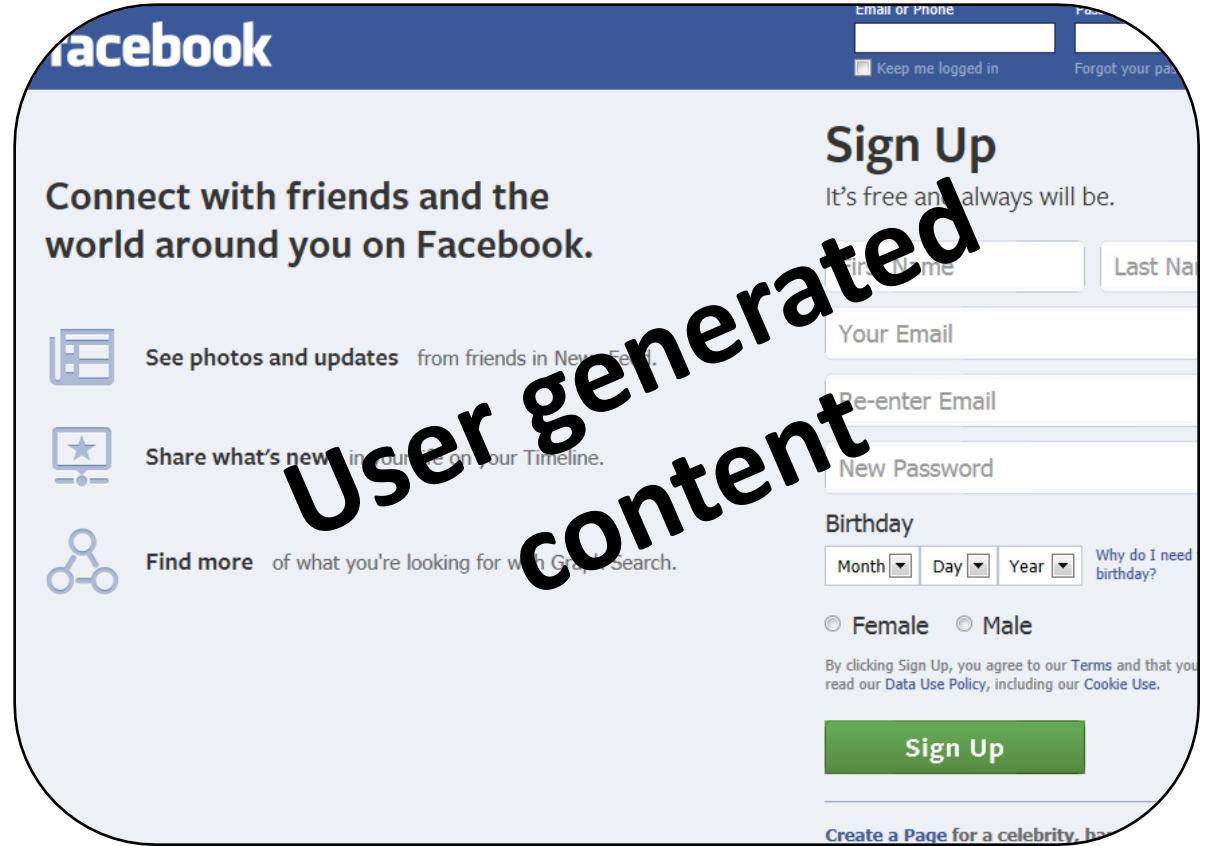 facebook
Email or Phone
Keep me logged in
Forgot your
Connect with friends and the
world around you on Facebook.
See photos and updates from friends in News Feed.
Share what's new in your life on your Timeline.
Find more of what you're looking for with Graph Search.
Sign Up
It's free and always will be.
First Name
Last
Your Email
Re-enter Email
New Password
Birthday
Month Day Year
Why do I need
birthday?
Female Male
By clicking Sign Up, you agree to our Terms and that you
read our Data Use Policy, including our Cookie Use.
Sign Up
Create a Page for a celebrity,
User generated
content